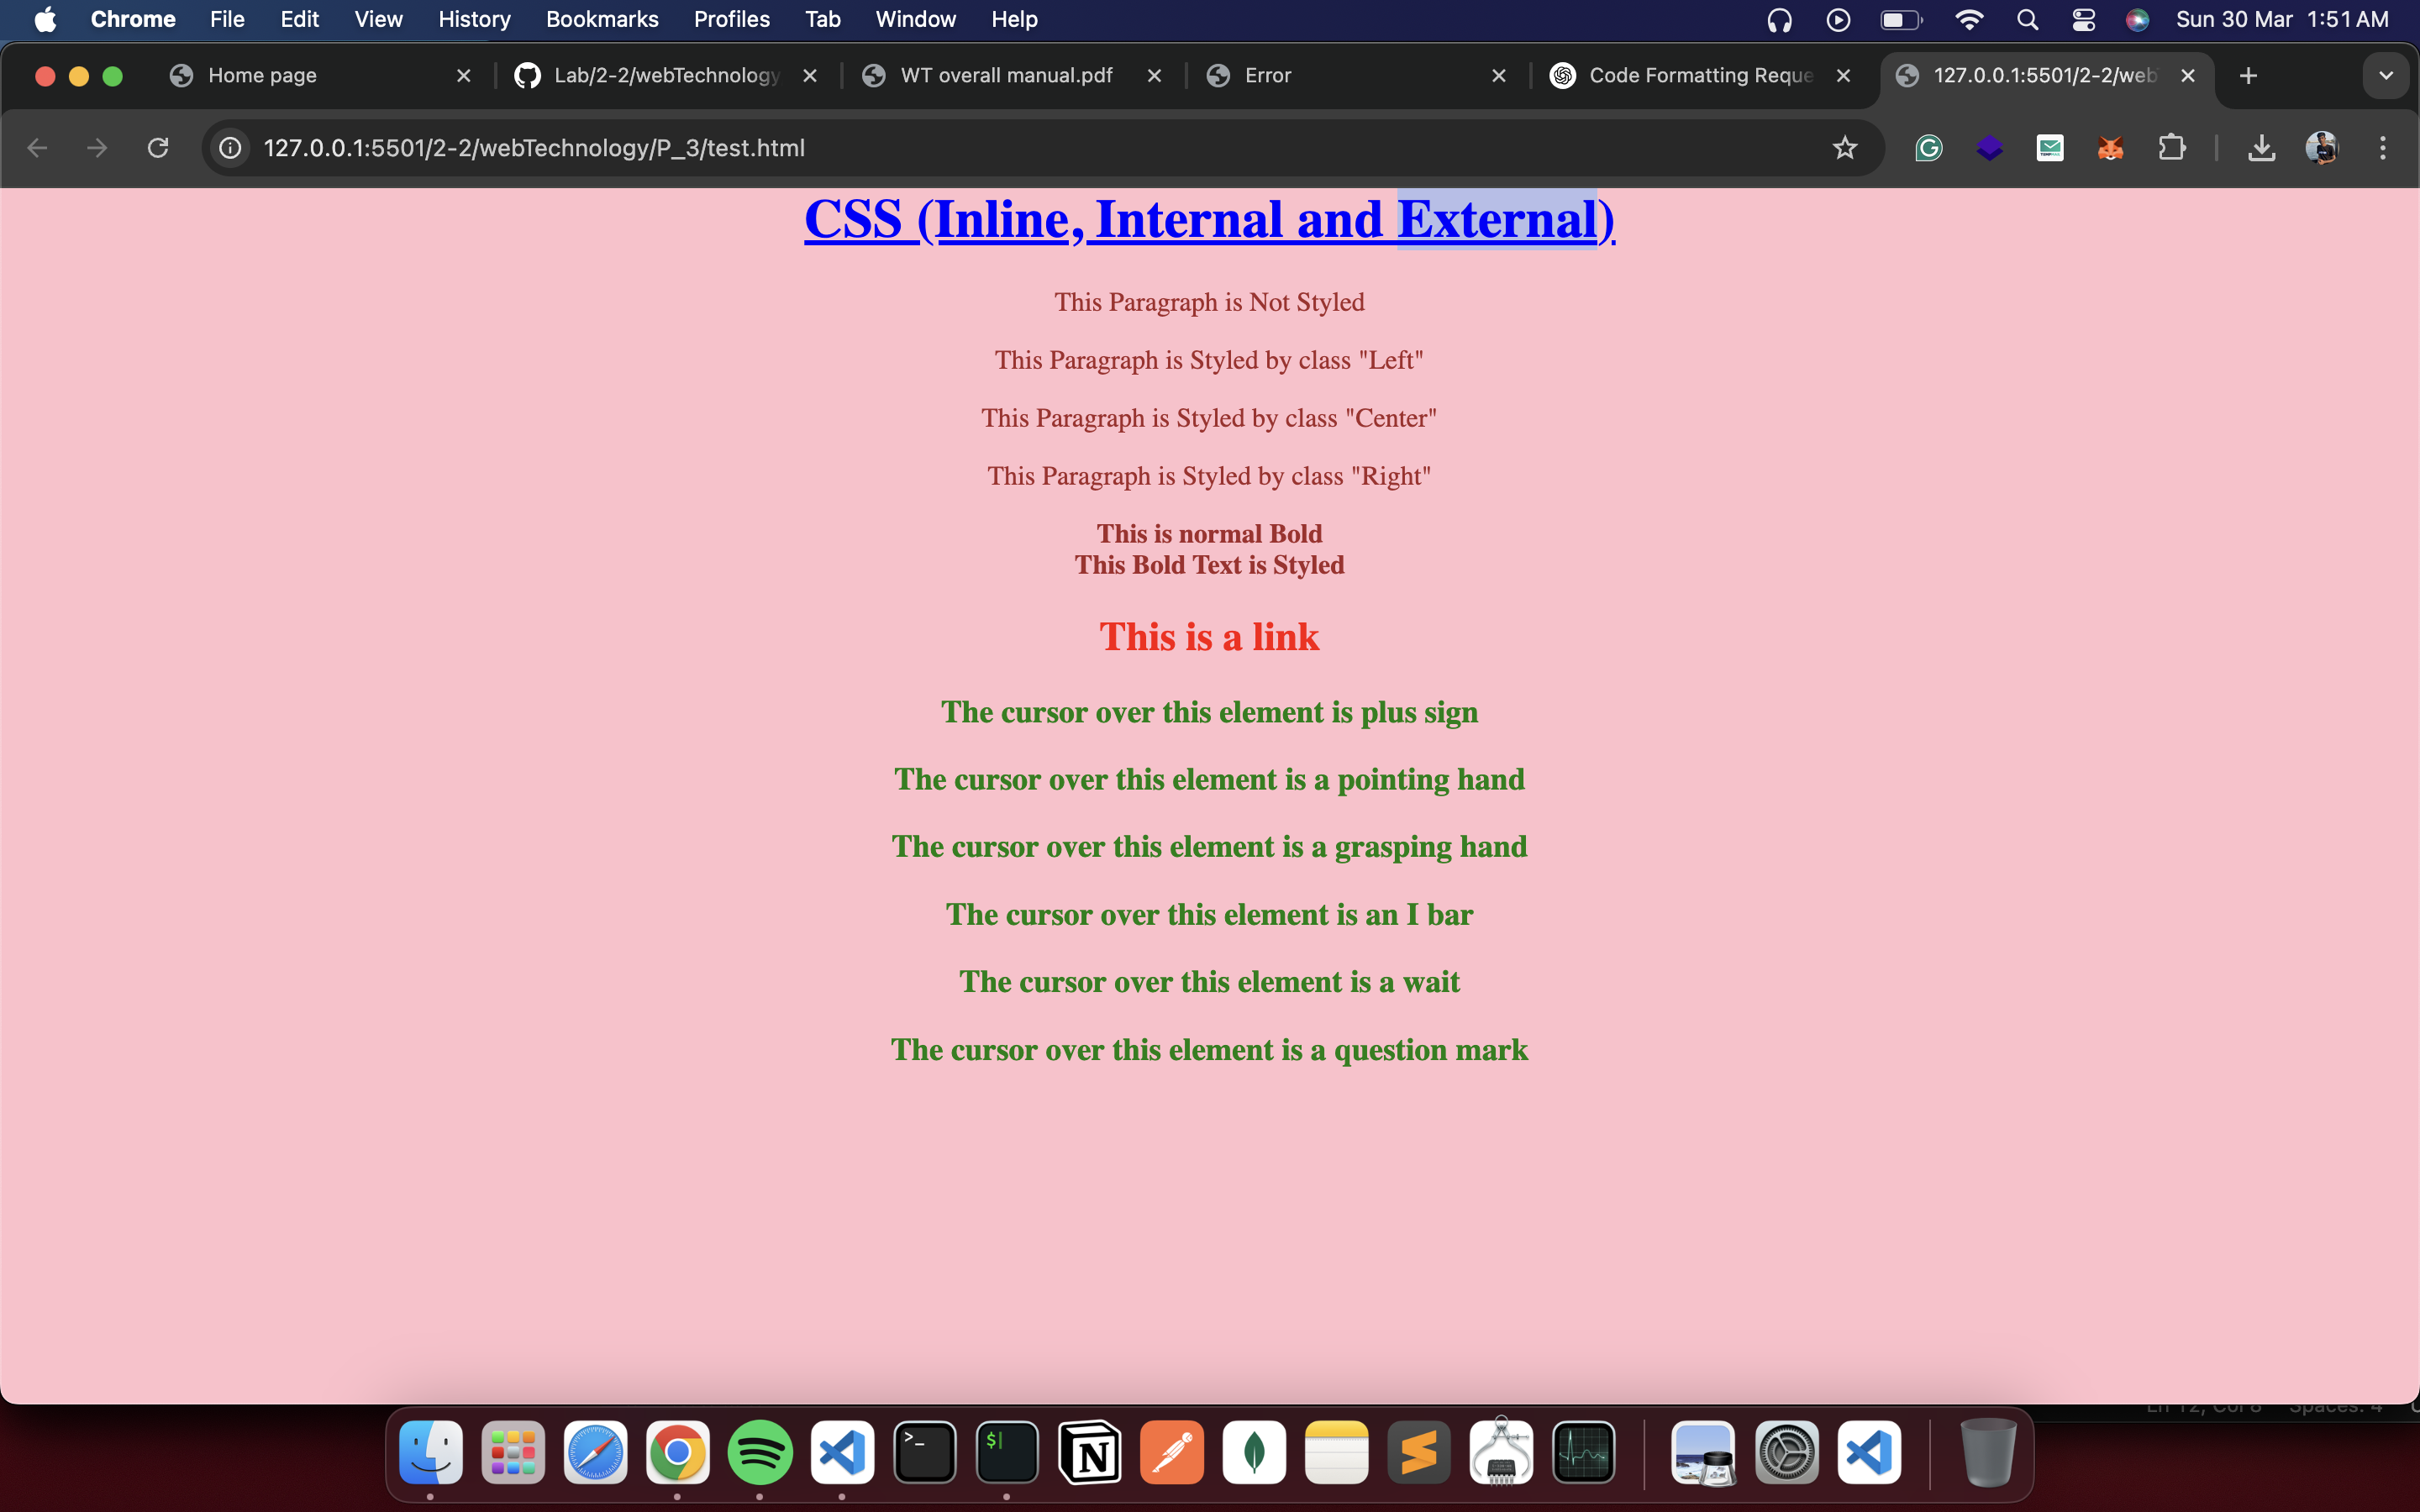 Chrome File Edit View History Bookmarks Profiles Tab Window Help Sun 30 Mar 1:51 AM
Home page Lab/2-2/webTechnology WT overall manual.pdf Error Code Formatting Reque 127.0.0.1:5501/2-2/web
127.0.0.1:5501/2-2/webTechnology/P_3/test.html
CSS (Inline, Internal and External)
This Paragraph is Not Styled
This Paragraph is Styled by class "Left"
This Paragraph is Styled by class "Center"
This Paragraph is Styled by class "Right"
This is normal Bold
This Bold Text is Styled
This is a link
The cursor over this element is plus sign
The cursor over this element is a pointing hand
The cursor over this element is a grasping hand
The cursor over this element is an I bar
The cursor over this element is a wait
The cursor over this element is a question mark